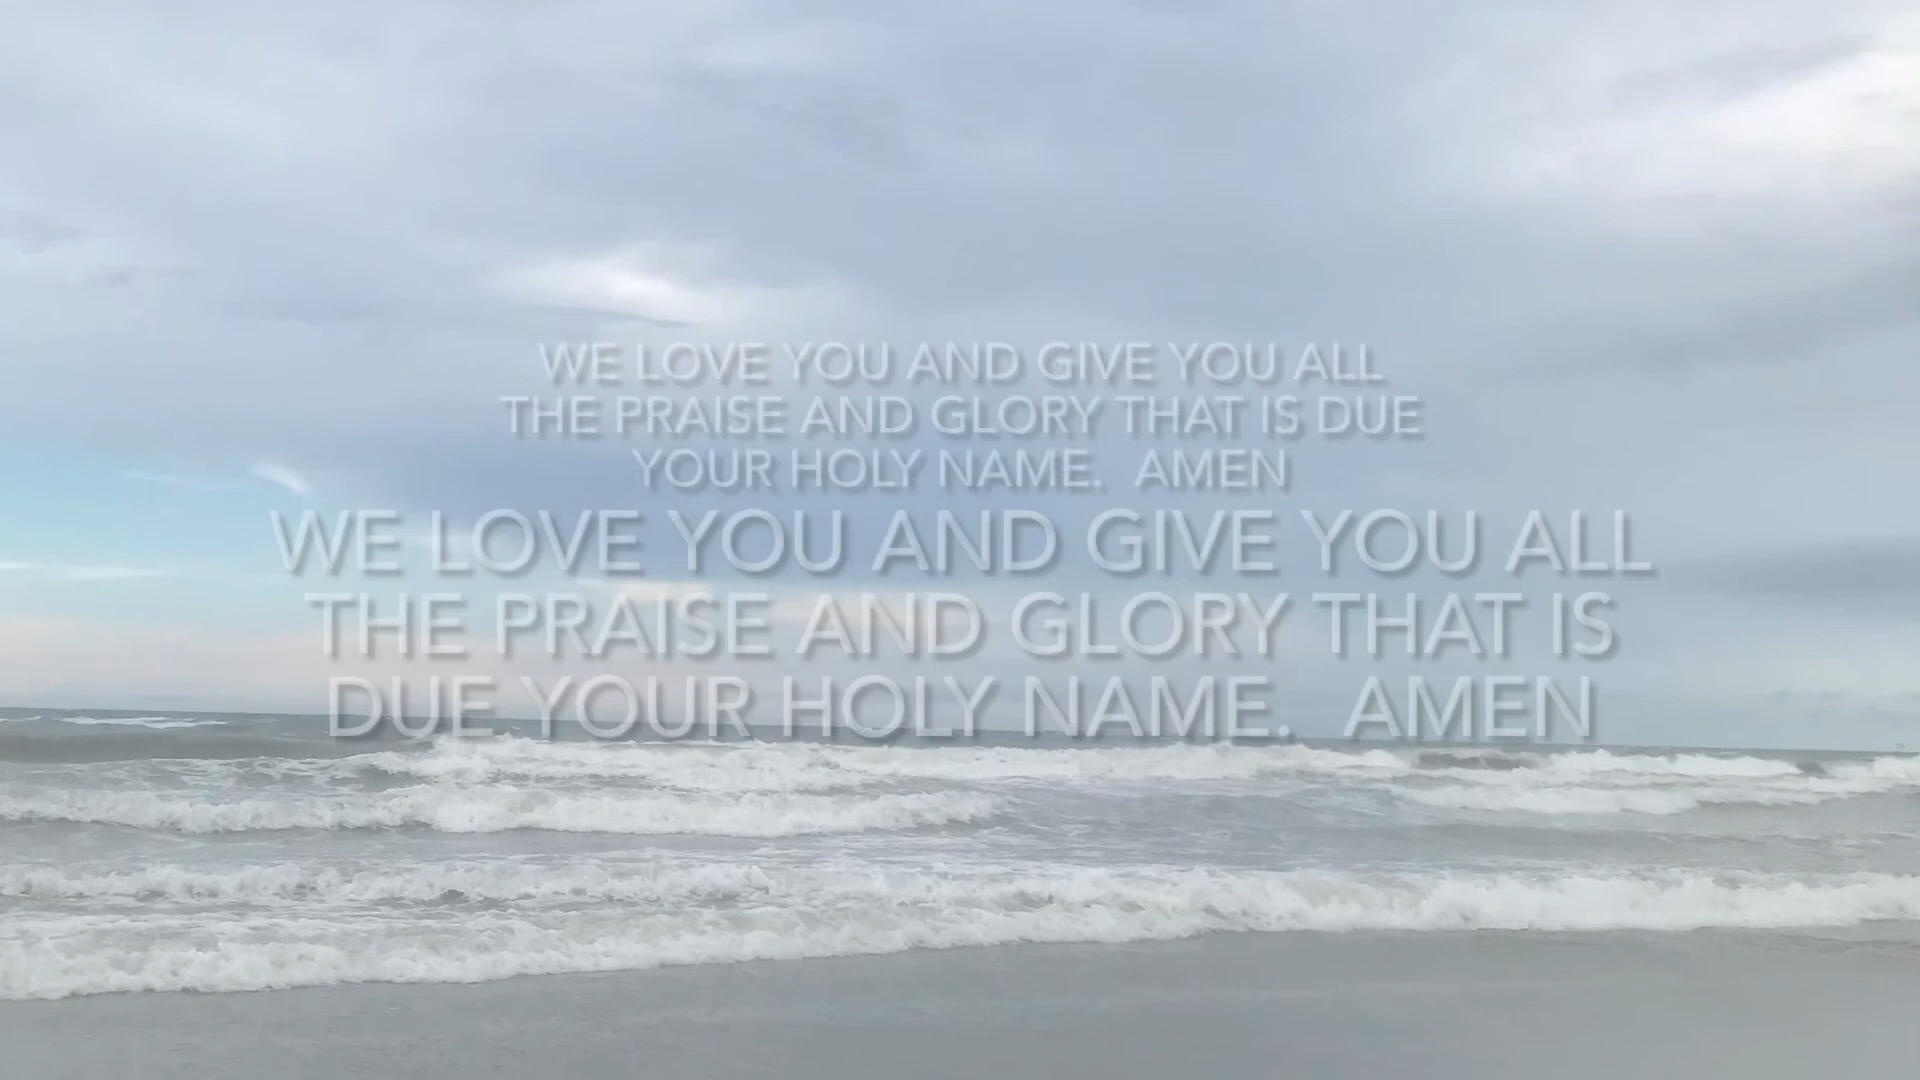 WE LOVE YOU AND GIVE YOU ALL
THE PRAISE AND GLORY THAT IS DUE
YOUR HOLY NAME.  AMEN
WE LOVE YOU AND GIVE YOU ALL
THE PRAISE AND GLORY THAT IS
DUE YOUR HOLY NAME.  AMEN